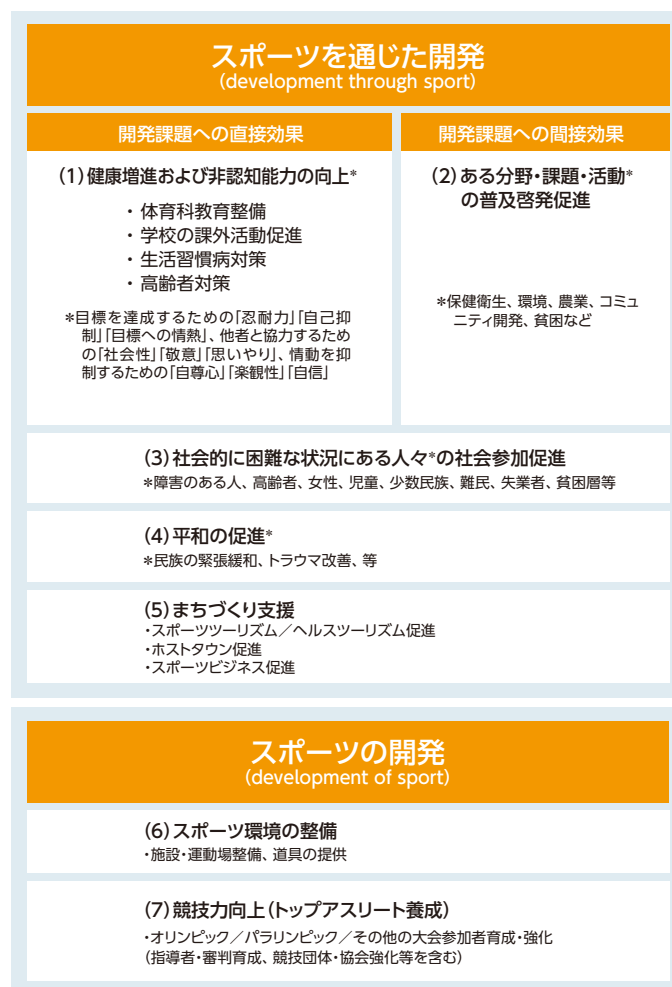 スポーツを通じた開発
(development through sport)
開発課題への直接効果
(1)健康増進および非認知能力の向上*
・体育科教育整備
・学校の課外活動促進
・生活習慣病対策
・高齢者対策
*目標を達成するための「忍耐力」「自己抑
制」「目標への情熱」、他者と協力するため
の「社会性」「敬意」「思いやり」、情動を抑
制するための「自尊心」「楽観性」「自信」
開発課題への間接効果
(2)ある分野・課題・活動*
の普及啓発促進
*保健衛生、環境、農業、コミュ
ニティ開発、貧困など
(3)社会的に困難な状況にある人々*の社会参加促進
*障害のある人、高齢者、女性、児童、少数民族、難民、失業者、貧困層等
(4)平和の促進*
*民族の緊張緩和、トラウマ改善、等
(5)まちづくり支援
・スポーツツーリズム／ヘルスツーリズム促進
・ホストタウン促進
・スポーツビジネス促進
スポーツの開発
(development of sport)
(6)スポーツ環境の整備
・施設・運動場整備、道具の提供
(7)競技力向上(トップアスリート養成)
・オリンピック／パラリンピック／その他の大会参加者育成・強化
(指導者・審判育成、競技団体・協会強化等を含む)